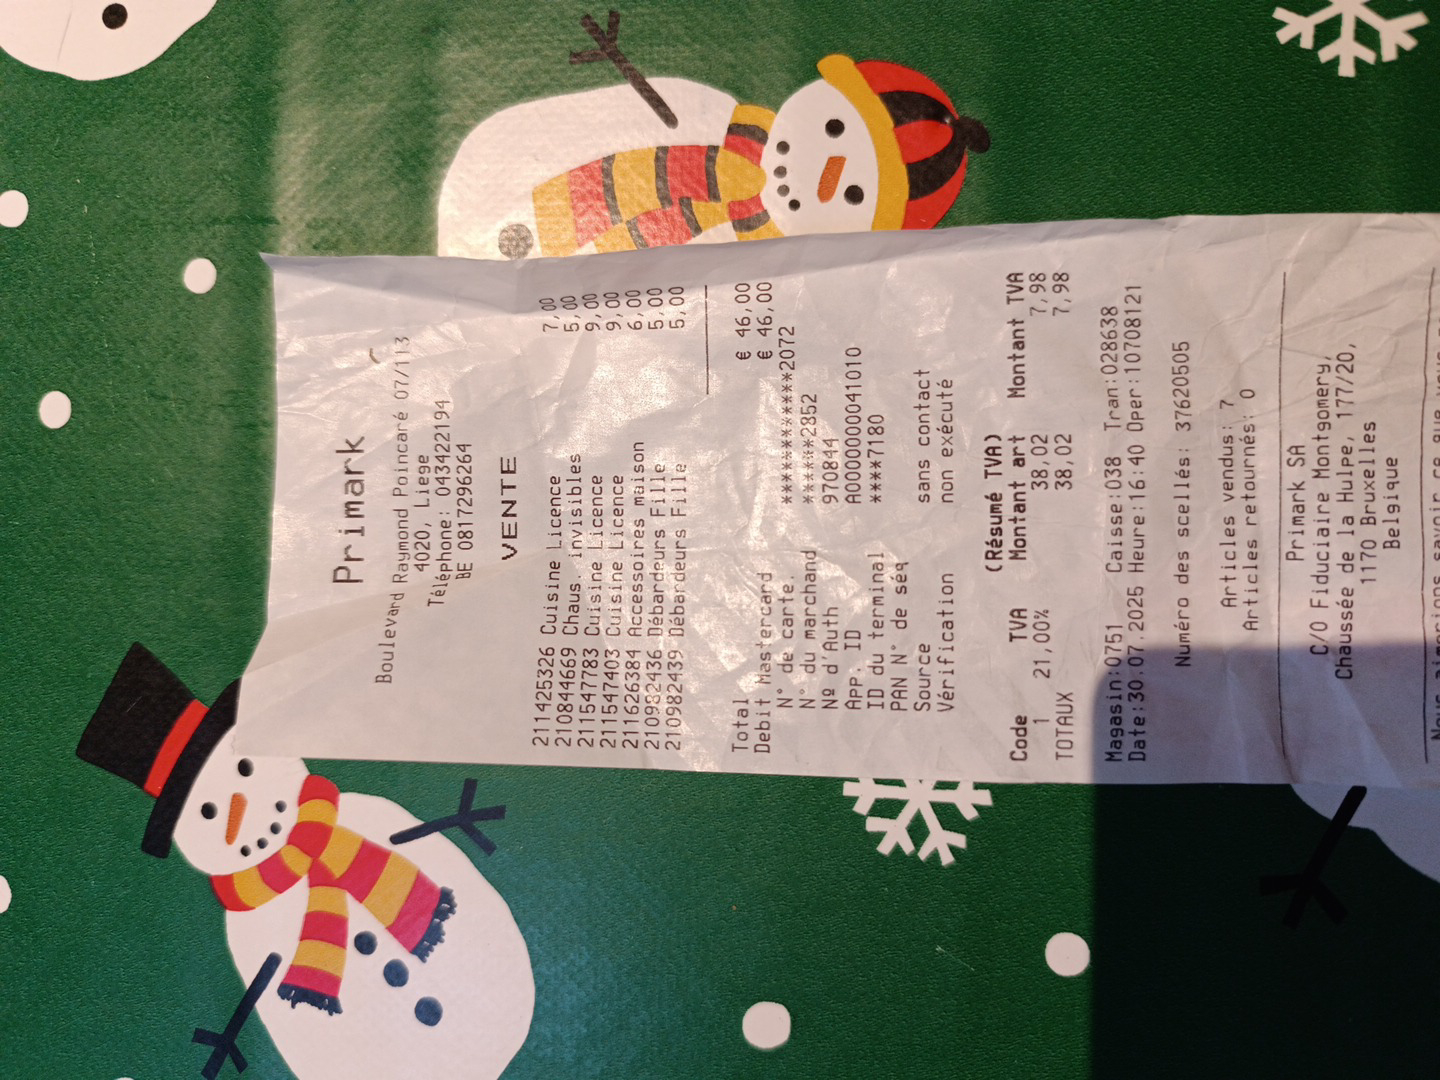 Primark
Boulevard Raymond Poincaré 07/113
4020, Liege
Téléphone: 043422194
BE 0817296264
VENTE
211425326 Cuisine Licence 7,00
210844669 Chaus. invisibles 5,00
211547783 Cuisine Licence 9,00
211547403 Cuisine Licence 9,00
211626384 Accessoires maison 6,00
210982436 Débardeurs Fille 5,00
210982439 Débardeurs Fille 5,00
Total € 46,00
Debit Mastercard € 46,00
N° de carte. ************2072
N° du marchand ******2852
Nº d'Auth 970844
APP. ID A0000000041010
ID du terminal ****7180
PAN N° de séq
Source sans contact
Vérification non exécuté
(Résumé TVA)
Code TVA Montant art Montant TVA
1 21,00% 38,02 7,98
TOTAUX 38,02 7,98
Magasin:0751 Caisse:038 Tran:028638
Date:30.07.2025 Heure:16:40 Oper:10708121
Numéro des scellés: 37620505
Articles vendus: 7
Articles retournés: 0
Primark SA
C/O Fiduciaire Montgomery,
Chaussée de la Hulpe, 177/20,
1170 Bruxelles
Belgique
Nous aimerions savoir ce que vous